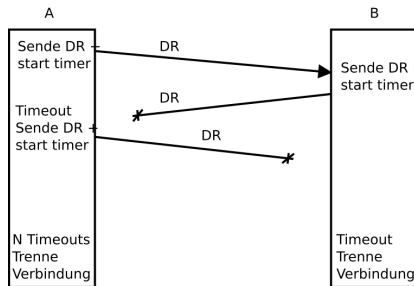 A
B
Sende DR +
start timer
DR
Sende DR
start timer
DR
Timeout
Sende DR +
start timer
DR
N Timeouts
Trenne
Verbindung
Timeout
Trenne
Verbindung